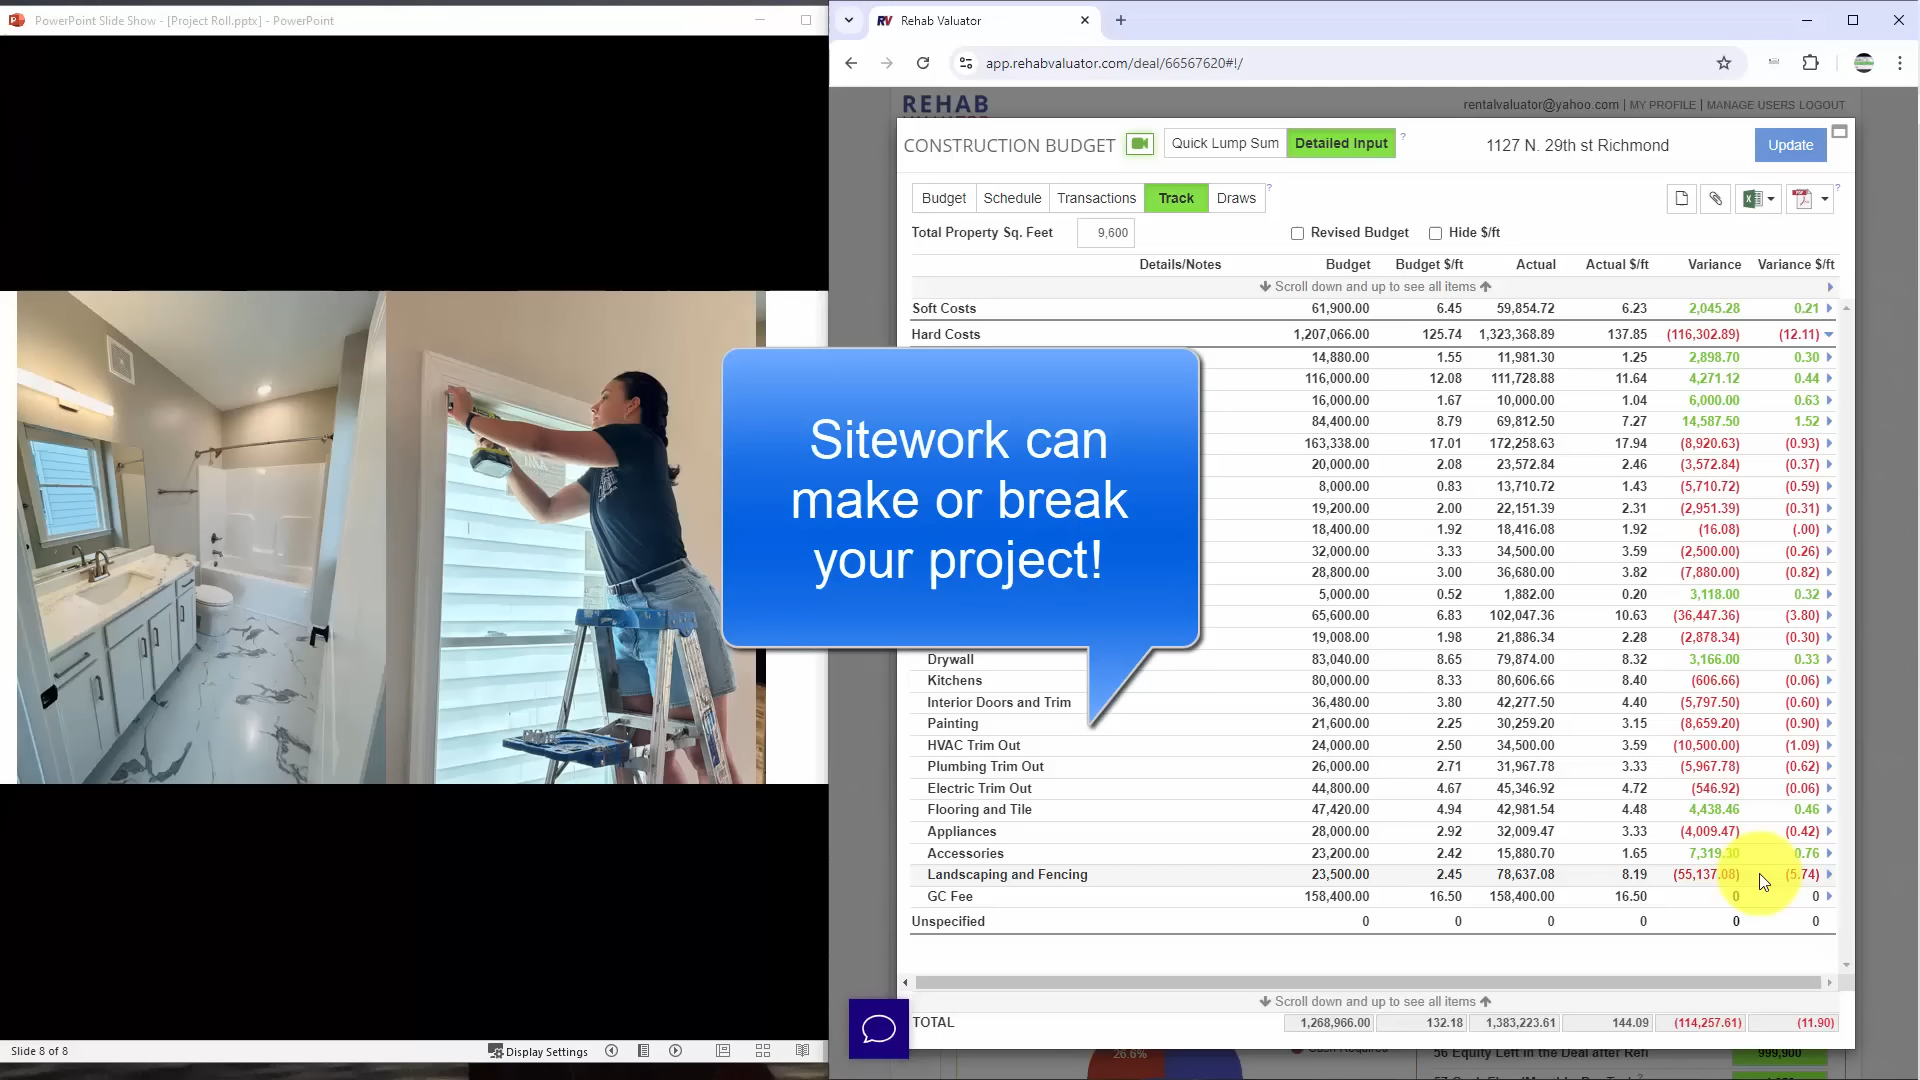 PowerPoint Slide Show - [Project Roll.pptx] - PowerPoint
Rehab Valuator
app.rehabvaluator.com/deal/66567620#!/
REHAB
rentalvaluator@yahoo.com | MY PROFILE | MANAGE USERS LOGOUT
CONSTRUCTION BUDGET Quick Lump Sum Detailed Input ? 1127 N. 29th st Richmond Update
Budget Schedule Transactions Track Draws ? ?
Total Property Sq. Feet 9,600 Revised Budget Hide $/ft
Details/Notes Budget Budget $/ft Actual Actual $/ft Variance Variance $/ft
Scroll down and up to see all items
Soft Costs 61,900.00 6.45 59,854.72 6.23 2,045.28 0.21
Hard Costs 1,207,066.00 125.74 1,323,368.89 137.85 (116,302.89) (12.11)
14,880.00 1.55 11,981.30 1.25 2,898.70 0.30
116,000.00 12.08 111,728.88 11.64 4,271.12 0.44
16,000.00 1.67 10,000.00 1.04 6,000.00 0.63
84,400.00 8.79 69,812.50 7.27 14,587.50 1.52
163,338.00 17.01 172,258.63 17.94 (8,920.63) (0.93)
20,000.00 2.08 23,572.84 2.46 (3,572.84) (0.37)
8,000.00 0.83 13,710.72 1.43 (5,710.72) (0.59)
19,200.00 2.00 22,151.39 2.31 (2,951.39) (0.31)
18,400.00 1.92 18,416.08 1.92 (16.08) (.00)
32,000.00 3.33 34,500.00 3.59 (2,500.00) (0.26)
28,800.00 3.00 36,680.00 3.82 (7,880.00) (0.82)
5,000.00 0.52 1,882.00 0.20 3,118.00 0.32
65,600.00 6.83 102,047.36 10.63 (36,447.36) (3.80)
19,008.00 1.98 21,886.34 2.28 (2,878.34) (0.30)
Sitework can
make or break
your project!
Drywall 83,040.00 8.65 79,874.00 8.32 3,166.00 0.33
Kitchens 80,000.00 8.33 80,606.66 8.40 (606.66) (0.06)
Interior Doors and Trim 36,480.00 3.80 42,277.50 4.40 (5,797.50) (0.60)
Painting 21,600.00 2.25 30,259.20 3.15 (8,659.20) (0.90)
HVAC Trim Out 24,000.00 2.50 34,500.00 3.59 (10,500.00) (1.09)
Plumbing Trim Out 26,000.00 2.71 31,967.78 3.33 (5,967.78) (0.62)
Electric Trim Out 44,800.00 4.67 45,346.92 4.72 (546.92) (0.06)
Flooring and Tile 47,420.00 4.94 42,981.54 4.48 4,438.46 0.46
Appliances 28,000.00 2.92 32,009.47 3.33 (4,009.47) (0.42)
Accessories 23,200.00 2.42 15,880.70 1.65 7,319.30 0.76
Landscaping and Fencing 23,500.00 2.45 78,637.08 8.19 (55,137.08) (5.74)
GC Fee 158,400.00 16.50 158,400.00 16.50 0 0
Unspecified 0 0 0 0 0 0
Scroll down and up to see all items
TOTAL 1,268,966.00 132.18 1,383,223.61 144.09 (114,257.61) (11.90)
26.6% 56 Equity Left in the Deal after Refi 999,900
Slide 8 of 8 Display Settings